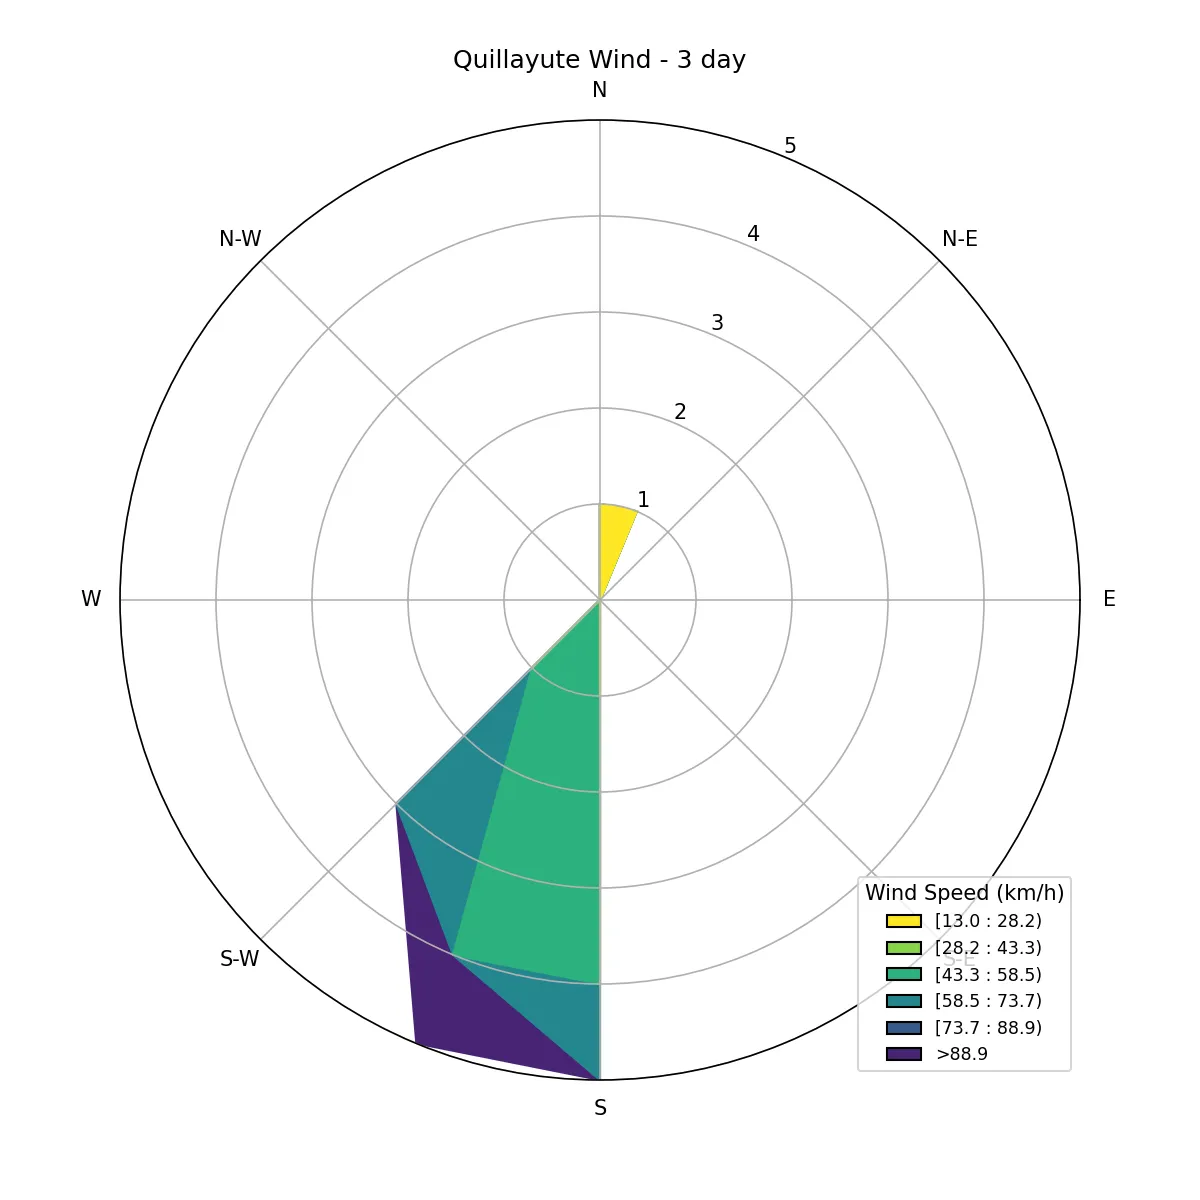 Quillayute Wind - 3 day
N
5
N-W
N-E
4
3
2
1
W
E
S-W
S-E
S
Wind Speed (km/h)
[13.0 : 28.2)
[28.2 : 43.3)
[43.3 : 58.5)
[58.5 : 73.7)
[73.7 : 88.9)
>88.9